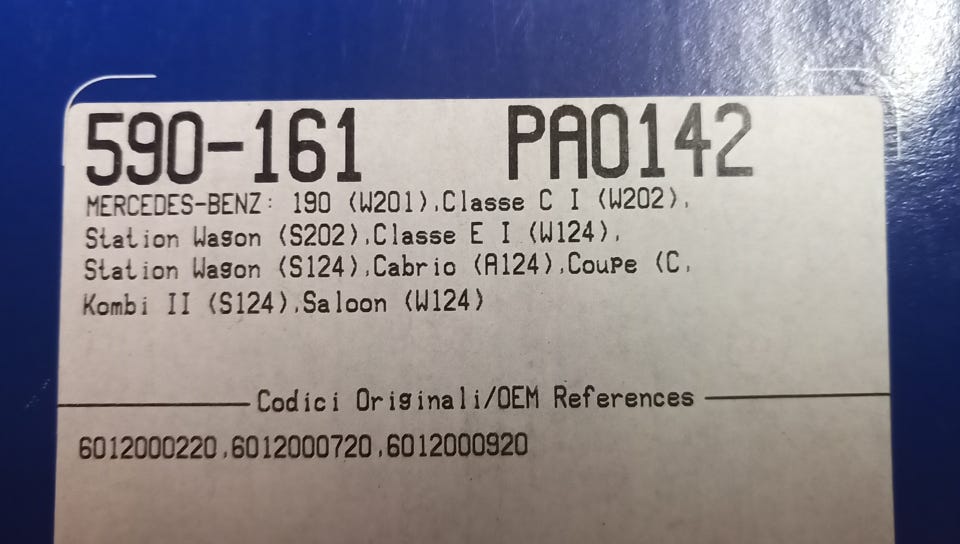 590-161 PA0142
MERCEDES-BENZ: 190 (W201),Classe C I (W202),
Station Wagon (S202),Classe E I (W124),
Station Wagon (S124),Cabrio (A124),Coupe (C,
Kombi II (S124),Saloon (W124)
Codici Originali/OEM References
6012000220,6012000720,6012000920